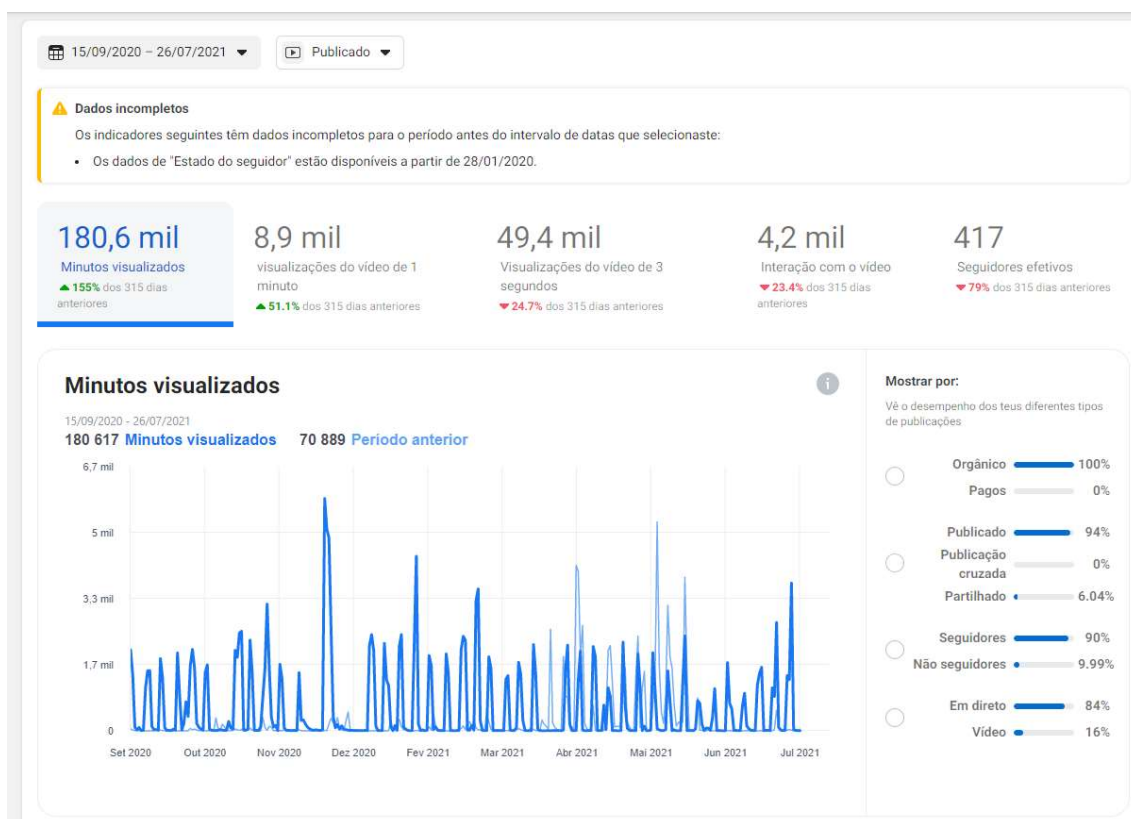 15/09/2020 – 26/07/2021
Publicado
Dados incompletos
Os indicadores seguintes têm dados incompletos para o período antes do intervalo de datas que selecionaste:
• Os dados de "Estado do seguidor" estão disponíveis a partir de 28/01/2020.
180,6 mil
Minutos visualizados
155% dos 315 dias
anteriores
8,9 mil
visualizações do vídeo de 1
minuto
51.1% dos 315 dias anteriores
49,4 mil
Visualizações do vídeo de 3
segundos
24.7% dos 315 dias anteriores
4,2 mil
Interação com o vídeo
23.4% dos 315 dias
anteriores
417
Seguidores efetivos
79% dos 315 dias anteriores
Minutos visualizados
15/09/2020 - 26/07/2021
180 617 Minutos visualizados 70 889 Periodo anterior
6,7 mil
5 mil
3,3 mil
1,7 mil
0
Set 2020 Out 2020 Nov 2020 Dez 2020 Fev 2021 Mar 2021 Abr 2021 Mai 2021 Jun 2021 Jul 2021
Mostrar por:
Vê o desempenho dos teus diferentes tipos
de publicações
Orgânico 100%
Pagos 0%
Publicado 94%
Publicação
cruzada 0%
Partilhado 6.04%
Seguidores 90%
Não seguidores 9.99%
Em direto 84%
Vídeo 16%